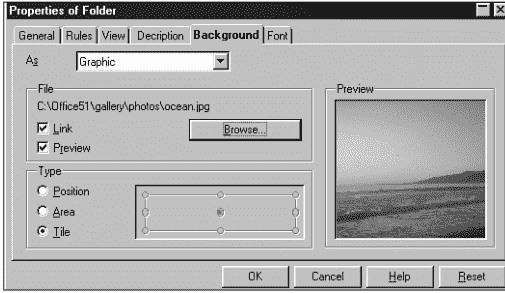 Properties of Folder
General Rules View Decription Background Font
As Graphic
File
C:\Office51\gallery\photos\ocean.jpg
Link
Browse...
Preview
Type
Position
Area
Tile
Preview
OK Cancel Help Reset